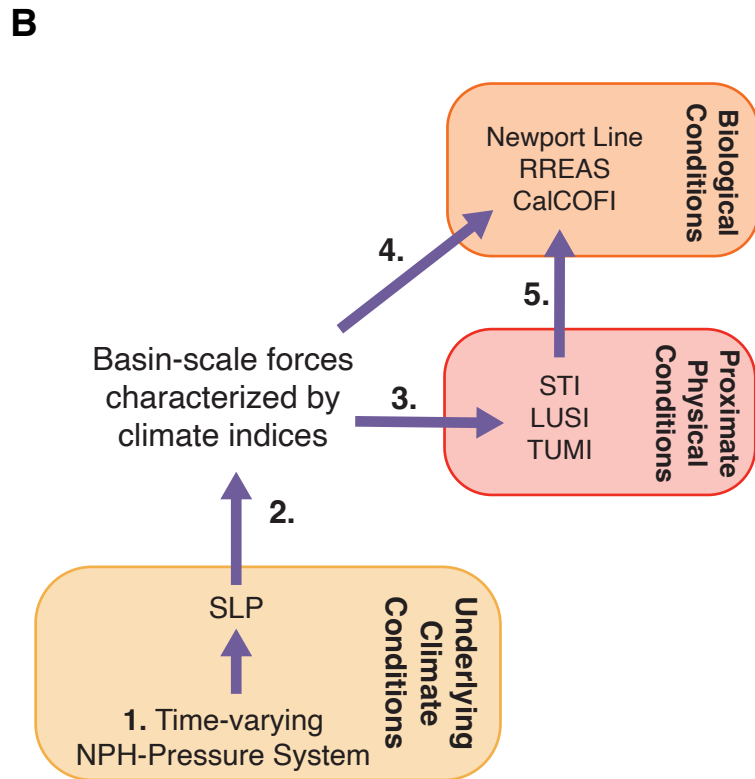 B
Newport Line
RREAS
CalCOFI
Biological
Conditions
4.
5.
Basin-scale forces
characterized by
climate indices
3.
STI
LUSI
TUMI
Proximate
Physical
Conditions
2.
SLP
1. Time-varying
NPH-Pressure System
Underlying
Climate
Conditions